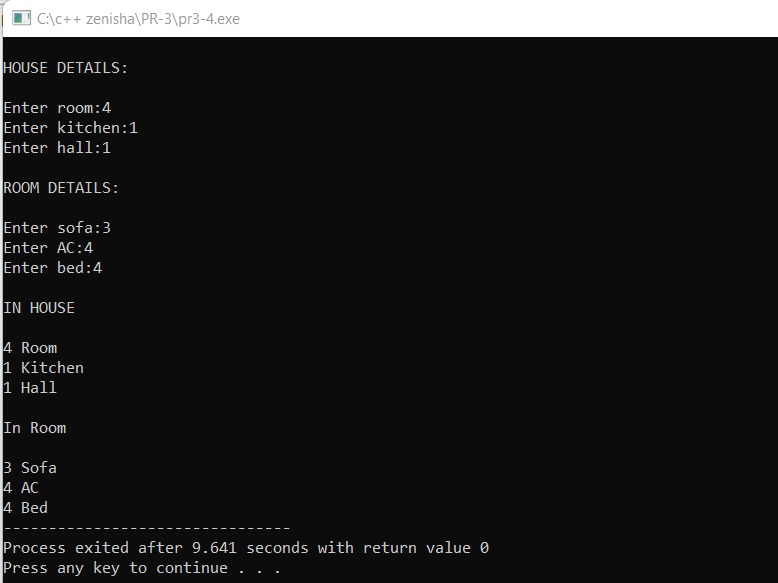 C:\c++ zenisha\PR-3\pr3-4.exe
HOUSE DETAILS:
Enter room:4
Enter kitchen:1
Enter hall:1
ROOM DETAILS:
Enter sofa:3
Enter AC:4
Enter bed:4
IN HOUSE
4 Room
1 Kitchen
1 Hall
In Room
3 Sofa
4 AC
4 Bed
--------------------------------
Process exited after 9.641 seconds with return value 0
Press any key to continue . . .